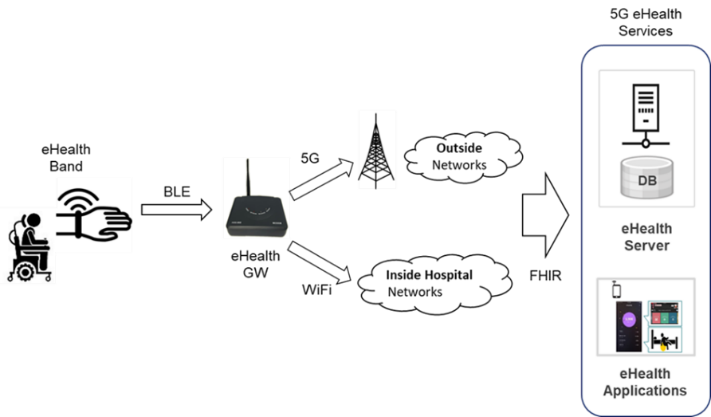 5G eHealth
Services
eHealth
Band
BLE
eHealth
GW
5G
WiFi
Outside
Networks
Inside Hospital
Networks
FHIR
DB
eHealth
Server
eHealth
Applications